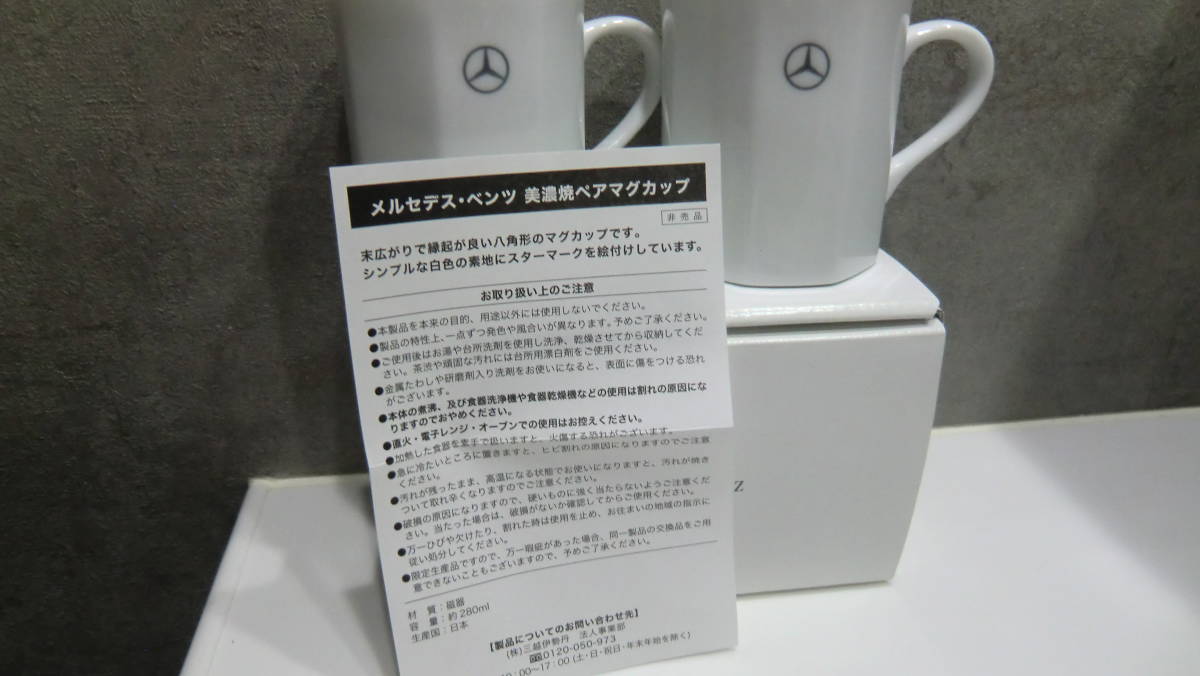 メルセデス・ベンツ 美濃焼ペアマグカップ
非売品
末広がりで縁起が良い八角形のマグカップです。
シンプルな白色の素地にスターマークを絵付けしています。
お取り扱い上のご注意
●本製品を本来の目的、用途以外には使用しないでください。
●製品の特性上、一点ずつ発色や風合いが異なります。予めご了承ください。
●ご使用後はお湯や台所洗剤を使用し洗浄、乾燥させてから収納してくだ
さい。茶渋や頑固な汚れには台所用漂白剤をご使用ください。
●金属たわしや研磨剤入り洗剤をお使いになると、表面に傷をつける恐れ
がございます。
●本体の煮沸、及び食器洗浄機や食器乾燥機などの使用は割れの原因にな
りますのでおやめください。
●直火・電子レンジ・オーブンでの使用はお控えください。
●加熱した食器を素手で扱いますと、火傷する恐れがございます。
●急に冷たいところに置きますと、ヒビ割れの原因になりますのでご注意
ください。
●汚れが残ったまま、高温になる状態でお使いになりますと、汚れが焼き
ついて取れ辛くなりますのでご注意ください。
●破損の原因になりますので、硬いものに強く当たらないようご注意くだ
さい。当たった場合は、破損がないか確認してからご使用ください。
●万一ひびや欠けたり、割れた時は使用を止め、お住まいの地域の指示に
従い処分してください。
●限定生産品ですので、万一瑕疵があった場合、同一製品の交換品をご用
意できないこともございますので、予めご了承ください。
材 質：磁器
容 量：約280ml
生産国：日本
【製品についてのお問い合わせ先】
(株)三越伊勢丹 法人事業部
0120-050-973
:00〜17:00 (土・日・祝日・年末年始を除く)
Z